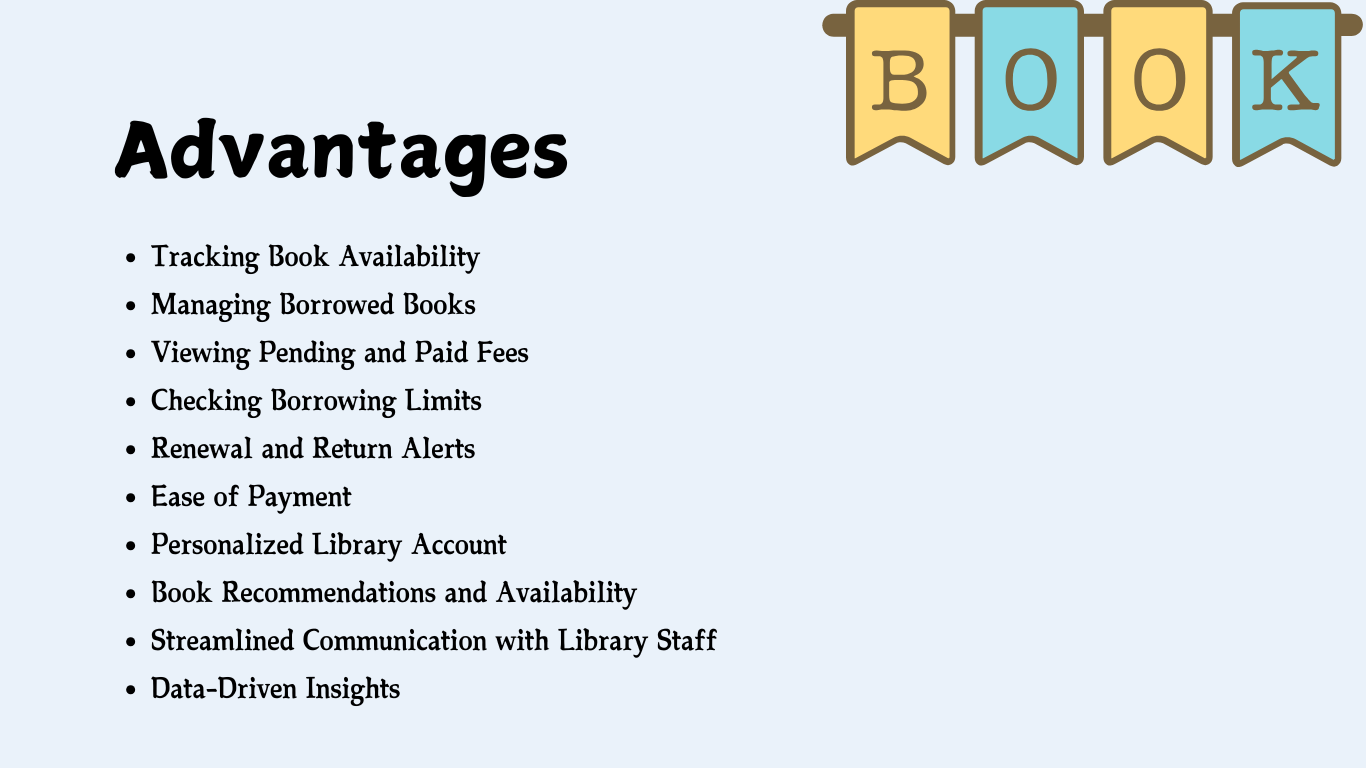 BOOK
Advantages
• Tracking Book Availability
• Managing Borrowed Books
• Viewing Pending and Paid Fees
• Checking Borrowing Limits
• Renewal and Return Alerts
• Ease of Payment
• Personalized Library Account
• Book Recommendations and Availability
• Streamlined Communication with Library Staff
• Data-Driven Insights